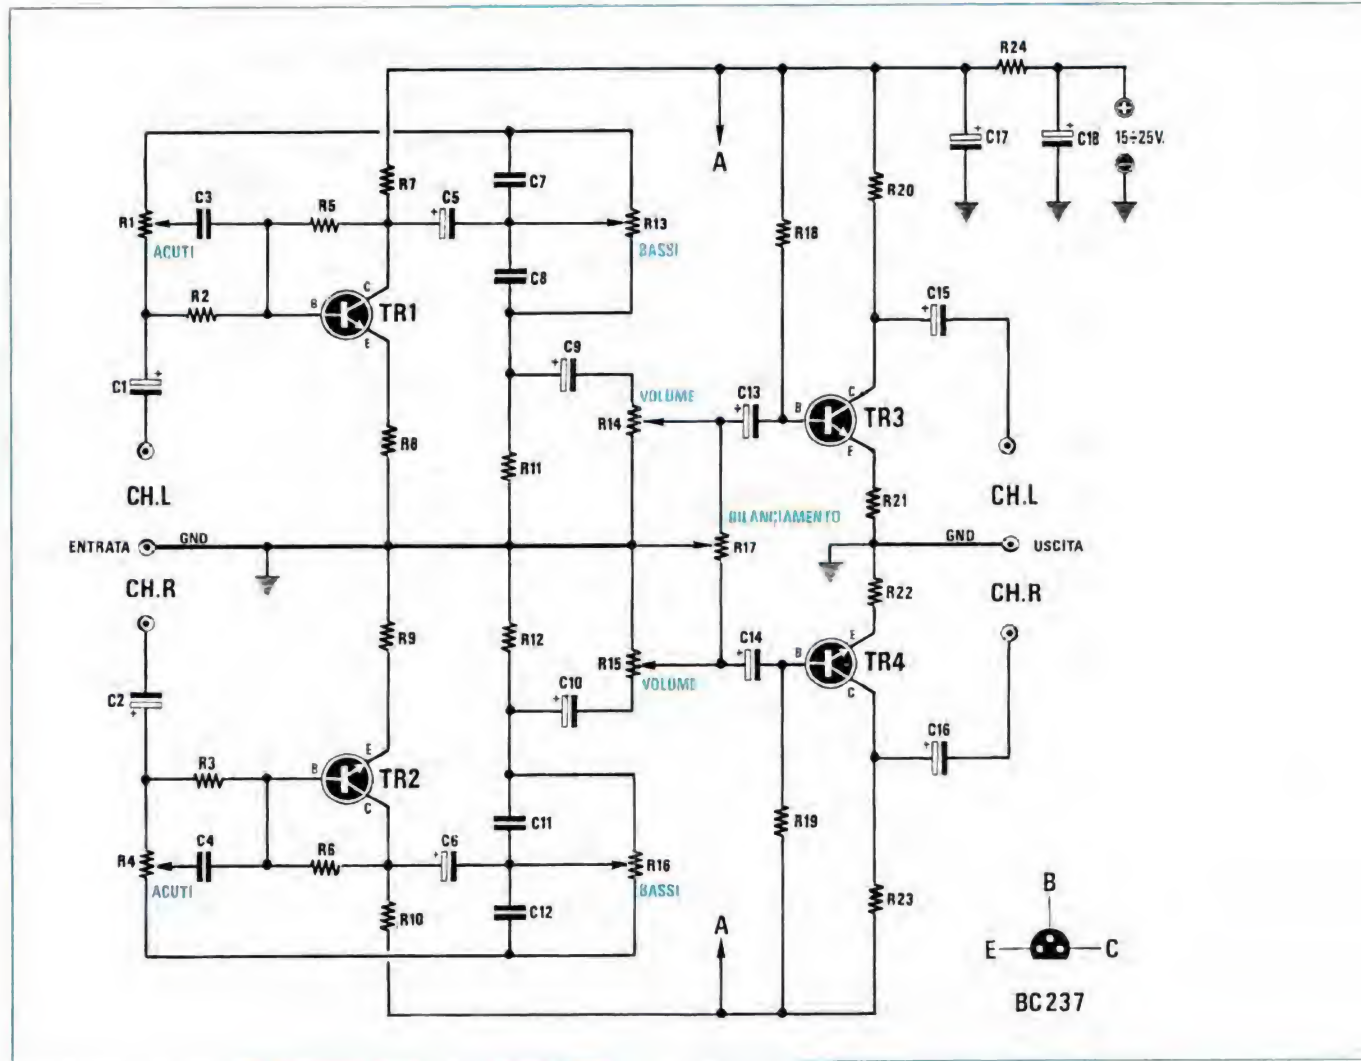 R24
+
C17
C18
15÷25V.
A
R7
C7
R20
C3
R5
C5
R18
R1
R13
ACUTI
BASSI
C8
R2
C
B
TR1
C15
E
C9
C1
VOLUME
C13
C
R14
B
TR3
R8
E
R11
CH.L
R21
CH.L
BILANCIAMENTO
ENTRATA
GND
R17
GND
USCITA
CH.R
R22
CH.R
R9
R12
C14
E
R15
B
TR4
C2
VOLUME
C
C10
E
C16
R3
B
TR2
C
C11
R19
C4
R6
C6
R4
R16
ACUTI
BASSI
B
R10
C12
R23
A
E
C
BC237